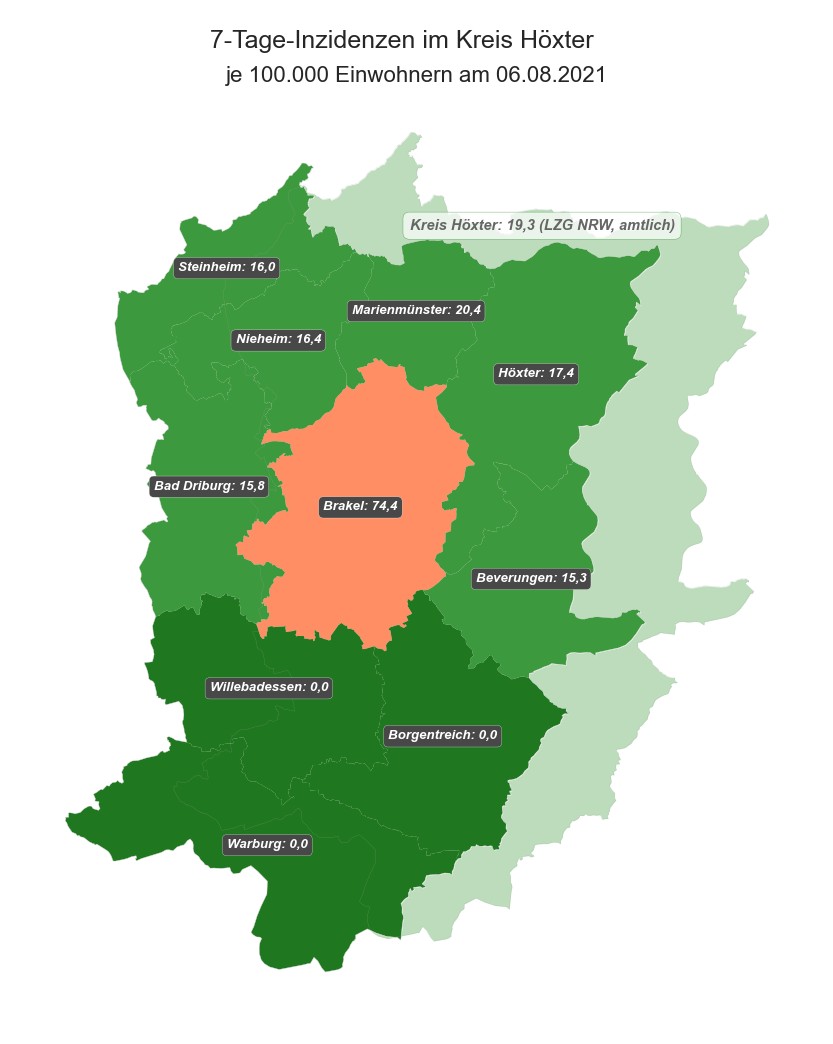 7-Tage-Inzidenzen im Kreis Höxter
je 100.000 Einwohnern am 06.08.2021
Kreis Höxter: 19,3 (LZG NRW, amtlich)
Steinheim: 16,0
Marienmünster: 20,4
Nieheim: 16,4
Höxter: 17,4
Bad Driburg: 15,8
Brakel: 74,4
Beverungen: 15,3
Willebadessen: 0,0
Borgentreich: 0,0
Warburg: 0,0